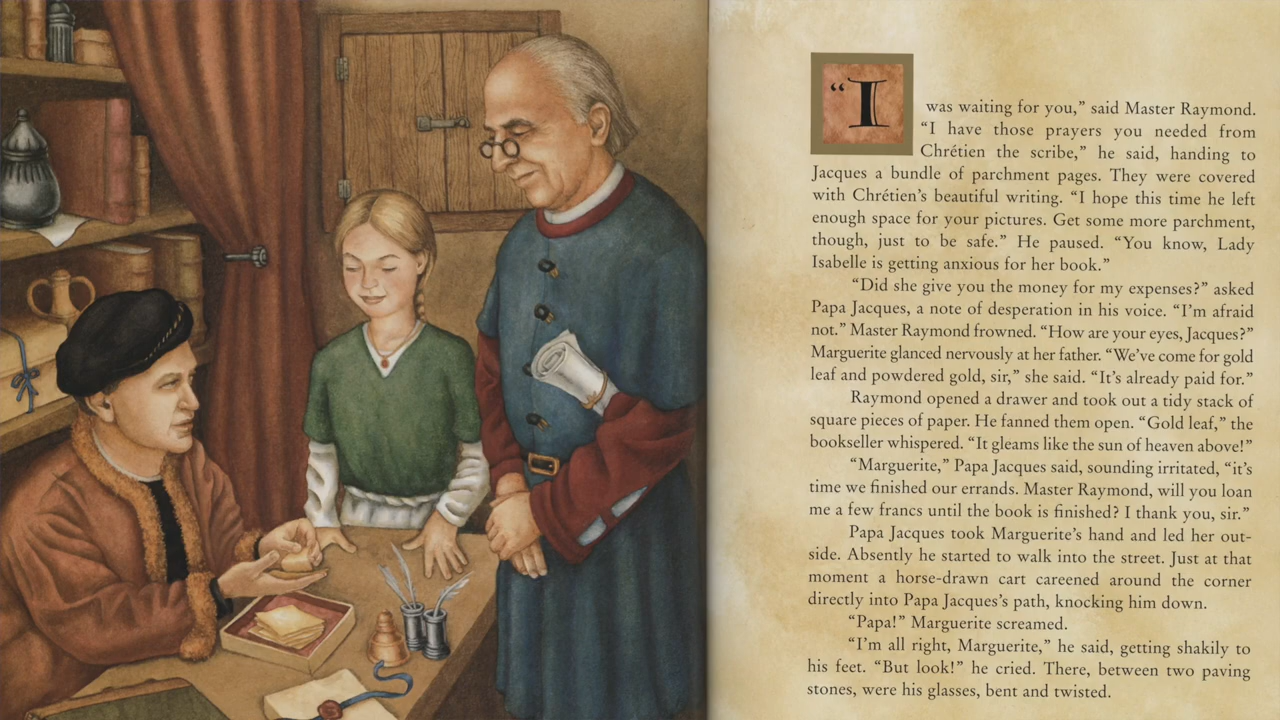 “I was waiting for you,” said Master Raymond.
“I have those prayers you needed from
Chrétien the scribe,” he said, handing to
Jacques a bundle of parchment pages. They were covered
with Chrétien’s beautiful writing. “I hope this time he left
enough space for your pictures. Get some more parchment,
though, just to be safe.” He paused. “You know, Lady
Isabelle is getting anxious for her book.”
“Did she give you the money for my expenses?” asked
Papa Jacques, a note of desperation in his voice. “I’m afraid
not.” Master Raymond frowned. “How are your eyes, Jacques?”
Marguerite glanced nervously at her father. “We’ve come for gold
leaf and powdered gold, sir,” she said. “It’s already paid for.”
Raymond opened a drawer and took out a tidy stack of
square pieces of paper. He fanned them open. “Gold leaf,” the
bookseller whispered. “It gleams like the sun of heaven above!”
“Marguerite,” Papa Jacques said, sounding irritated, “it’s
time we finished our errands. Master Raymond, will you loan
me a few francs until the book is finished? I thank you, sir.”
Papa Jacques took Marguerite’s hand and led her out-
side. Absently he started to walk into the street. Just at that
moment a horse-drawn cart careened around the corner
directly into Papa Jacques’s path, knocking him down.
“Papa!” Marguerite screamed.
“I’m all right, Marguerite,” he said, getting shakily to
his feet. “But look!” he cried. There, between two paving
stones, were his glasses, bent and twisted.